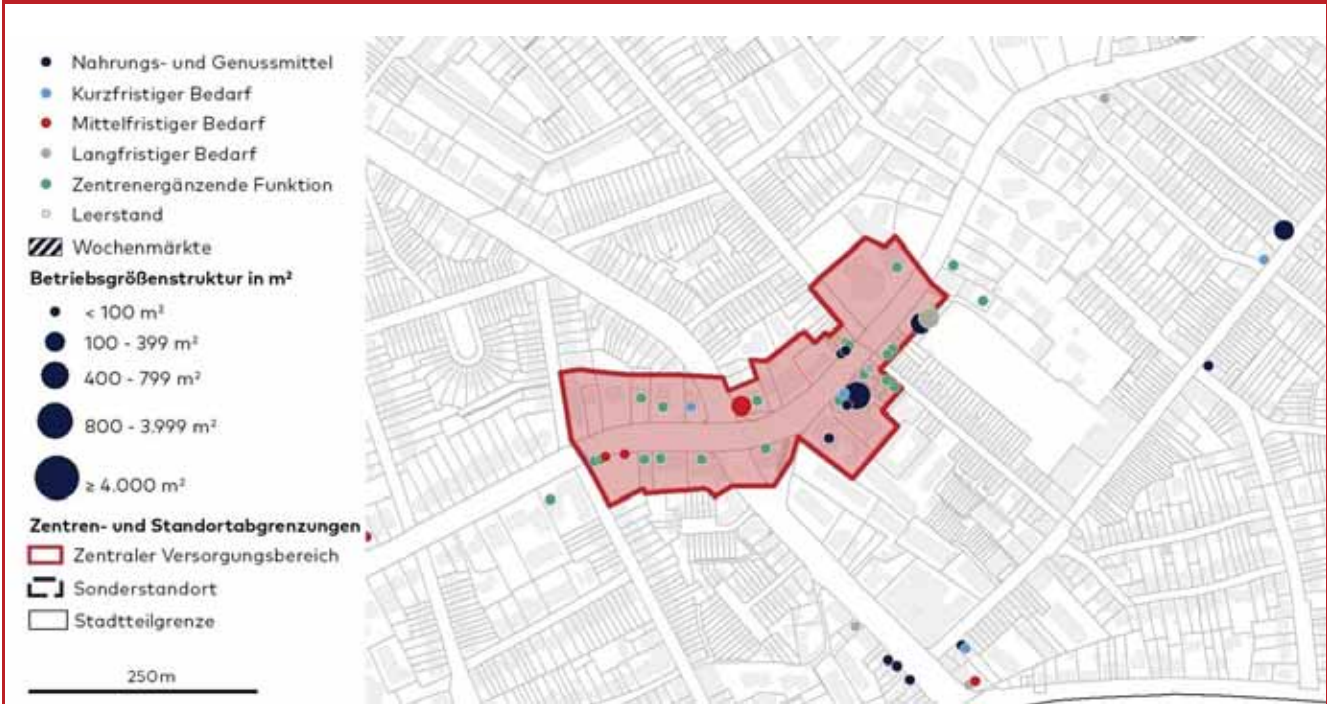 Nahrungs- und Genussmittel
Kurzfristiger Bedarf
Mittelfristiger Bedarf
Langfristiger Bedarf
Zentrenergänzende Funktion
Leerstand
Wochenmärkte
Betriebsgrößenstruktur in m²
< 100 m²
100 - 399 m²
400 - 799 m²
800 - 3.999 m²
≥ 4.000 m²
Zentren- und Standortabgrenzungen
Zentraler Versorgungsbereich
Sonderstandort
Stadtteilgrenze
250m